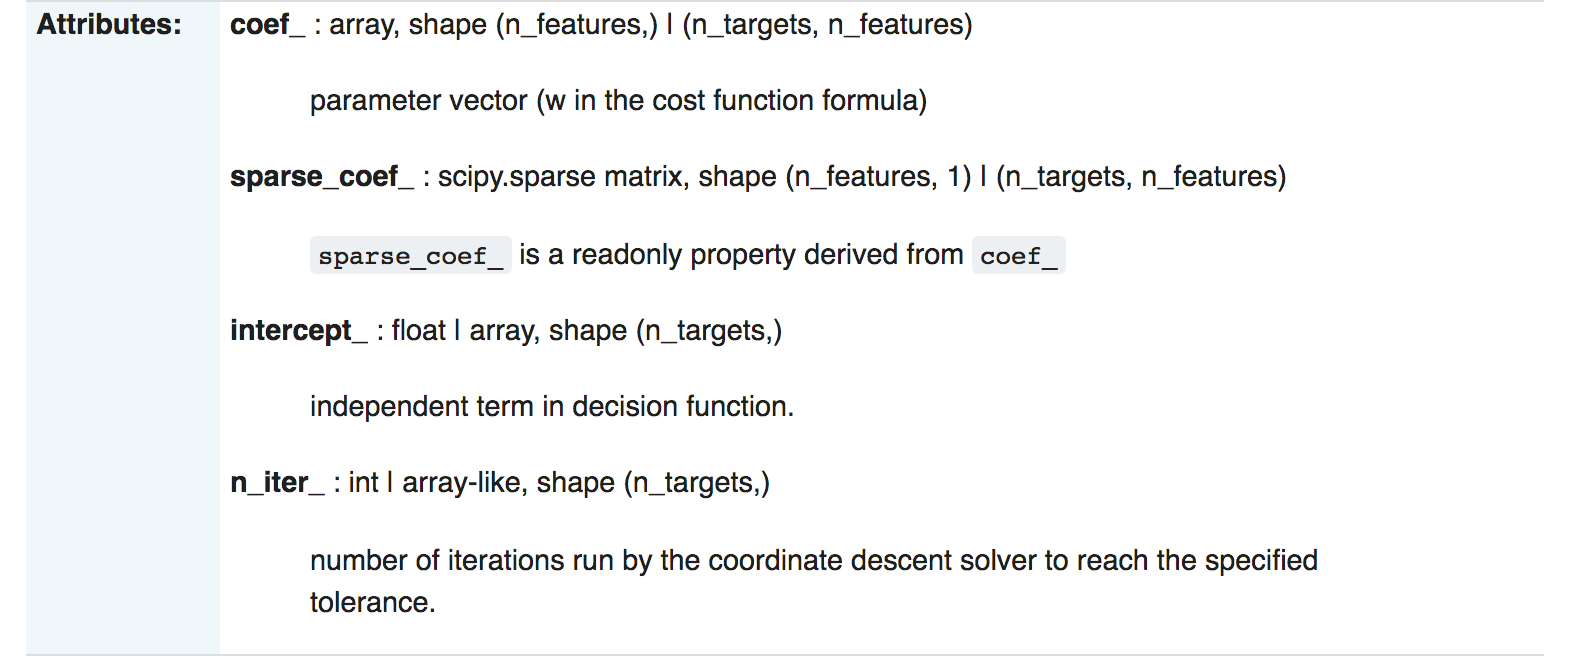 Attributes: coef_ : array, shape (n_features,) | (n_targets, n_features)
parameter vector (w in the cost function formula)
sparse_coef_ : scipy.sparse matrix, shape (n_features, 1) | (n_targets, n_features)
sparse_coef_ is a readonly property derived from coef_
intercept_ : float | array, shape (n_targets,)
independent term in decision function.
n_iter_ : int | array-like, shape (n_targets,)
number of iterations run by the coordinate descent solver to reach the specified
tolerance.